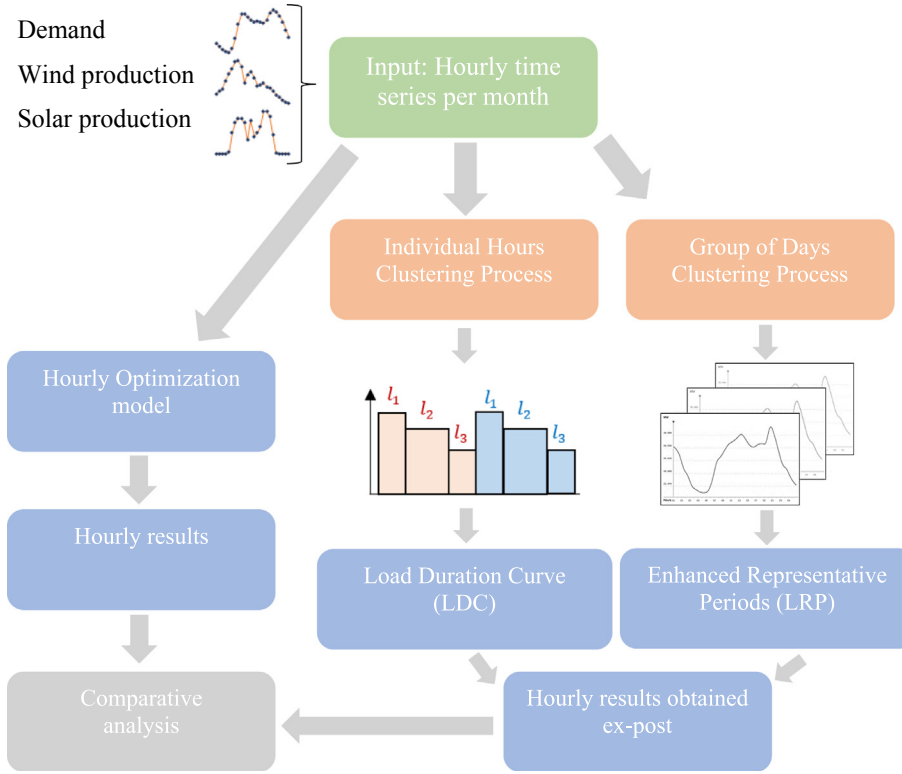 Demand
Wind production
Solar production
Input: Hourly time
series per month
Individual Hours
Clustering Process
Group of Days
Clustering Process
Hourly Optimization
model
l₁
l₂
l₃
l₁
l₂
l₃
Hourly results
Load Duration Curve
(LDC)
Enhanced Representative
Periods (LRP)
Comparative
analysis
Hourly results obtained
ex-post